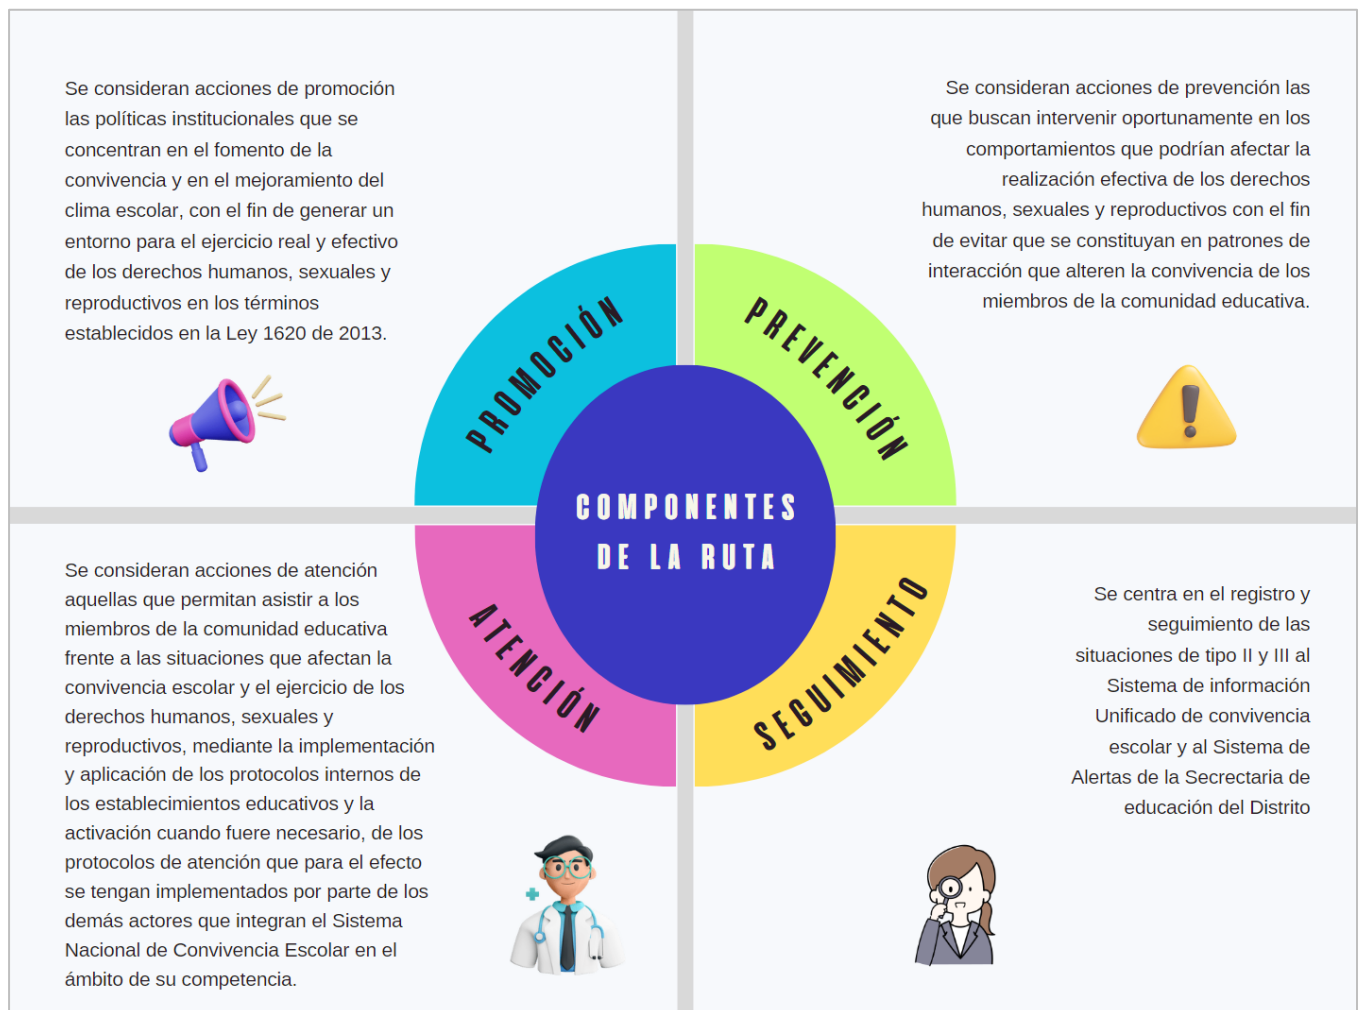 Se consideran acciones de promoción
las políticas institucionales que se
concentran en el fomento de la
convivencia y en el mejoramiento del
clima escolar, con el fin de generar un
entorno para el ejercicio real y efectivo
de los derechos humanos, sexuales y
reproductivos en los términos
establecidos en la Ley 1620 de 2013.
Se consideran acciones de prevención las
que buscan intervenir oportunamente en los
comportamientos que podrían afectar la
realización efectiva de los derechos
humanos, sexuales y reproductivos con el fin
de evitar que se constituyan en patrones de
interacción que alteren la convivencia de los
miembros de la comunidad educativa.
PROMOCIÓN
PREVENCIÓN
COMPONENTES
DE LA RUTA
ATENCIÓN
SEGUIMIENTO
Se consideran acciones de atención
aquellas que permitan asistir a los
miembros de la comunidad educativa
frente a las situaciones que afectan la
convivencia escolar y el ejercicio de los
derechos humanos, sexuales y
reproductivos, mediante la implementación
y aplicación de los protocolos internos de
los establecimientos educativos y la
activación cuando fuere necesario, de los
protocolos de atención que para el efecto
se tengan implementados por parte de los
demás actores que integran el Sistema
Nacional de Convivencia Escolar en el
ámbito de su competencia.
Se centra en el registro y
seguimiento de las
situaciones de tipo II y III al
Sistema de información
Unificado de convivencia
escolar y al Sistema de
Alertas de la Secrectaria de
educación del Distrito